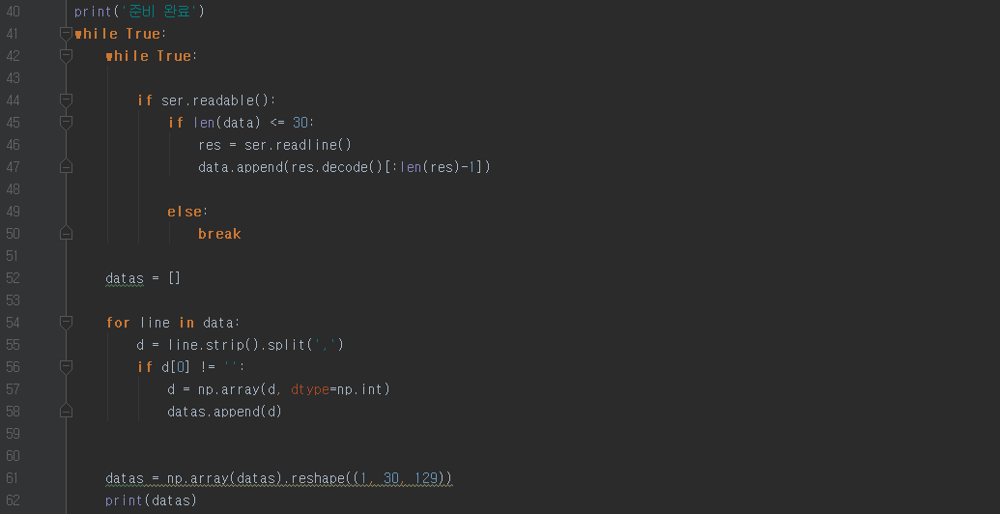 40 print('준비 완료')
41 while True:
42     while True:
43
44         if ser.readable():
45             if len(data) <= 30:
46                 res = ser.readline()
47                 data.append(res.decode()[:len(res)-1])
48
49             else:
50                 break
51
52     datas = []
53
54     for line in data:
55         d = line.strip().split(',')
56         if d[0] != '':
57             d = np.array(d, dtype=np.int)
58             datas.append(d)
59
60
61     datas = np.array(datas).reshape((1, 30, 129))
62     print(datas)